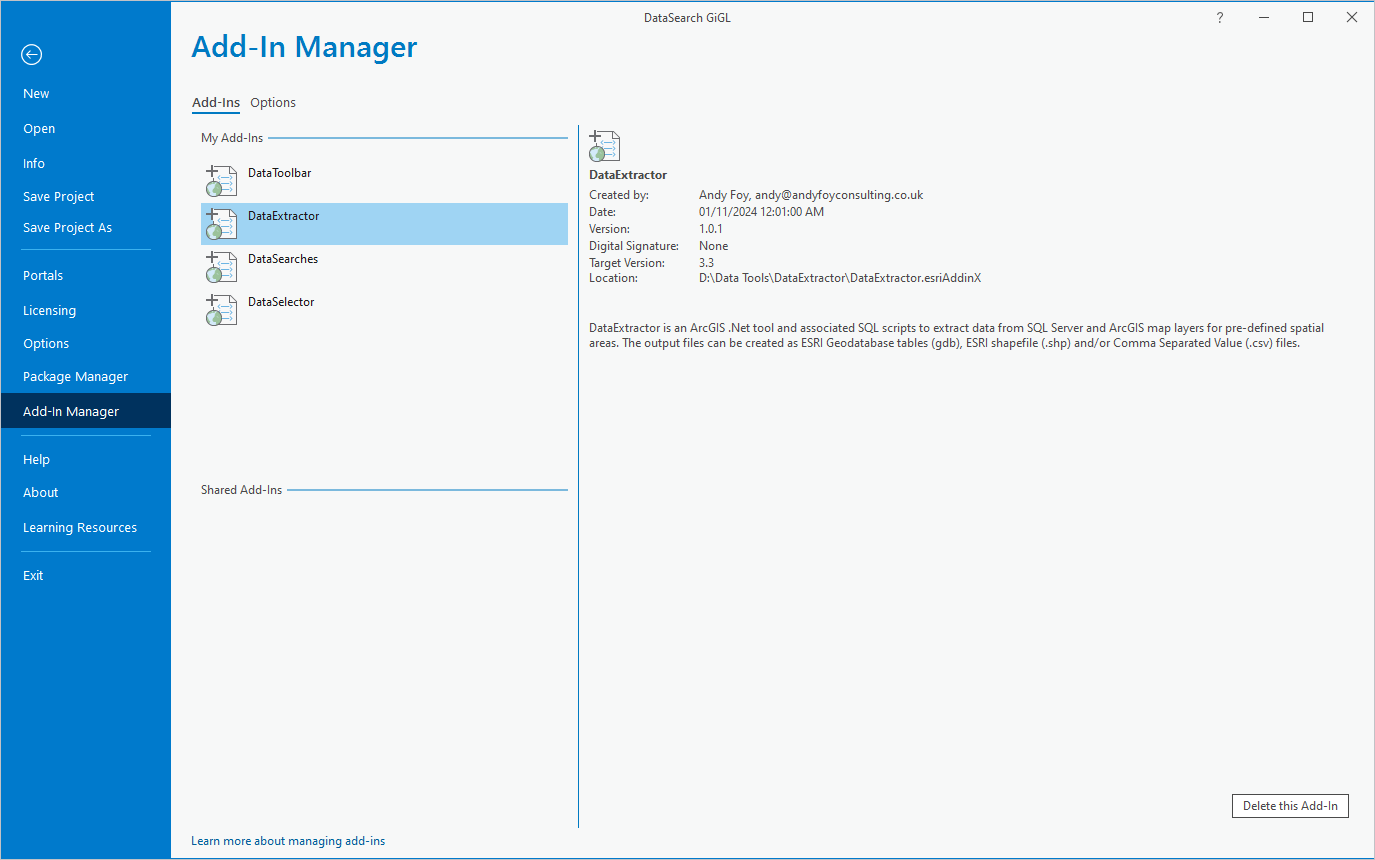 DataSearch GiGL
?
Add-In Manager
New
Open
Info
Save Project
Save Project As
Portals
Licensing
Options
Package Manager
Add-In Manager
Help
About
Learning Resources
Exit
Add-Ins Options
My Add-Ins
DataToolbar
DataExtractor
DataSearches
DataSelector
Shared Add-Ins
Learn more about managing add-ins
DataExtractor
Created by: Andy Foy, andy@andyfoyconsulting.co.uk
Date: 01/11/2024 12:01:00 AM
Version: 1.0.1
Digital Signature: None
Target Version: 3.3
Location: D:\Data Tools\DataExtractor\DataExtractor.esriAddinX
DataExtractor is an ArcGIS .Net tool and associated SQL scripts to extract data from SQL Server and ArcGIS map layers for pre-defined spatial
areas. The output files can be created as ESRI Geodatabase tables (gdb), ESRI shapefile (.shp) and/or Comma Separated Value (.csv) files.
Delete this Add-In